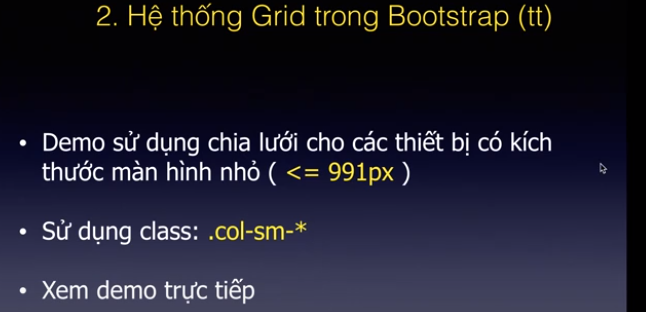 2. Hệ thống Grid trong Bootstrap (tt)
• Demo sử dụng chia lưới cho các thiết bị có kích
thước màn hình nhỏ ( <= 991px )
• Sử dụng class: .col-sm-*
• Xem demo trực tiếp